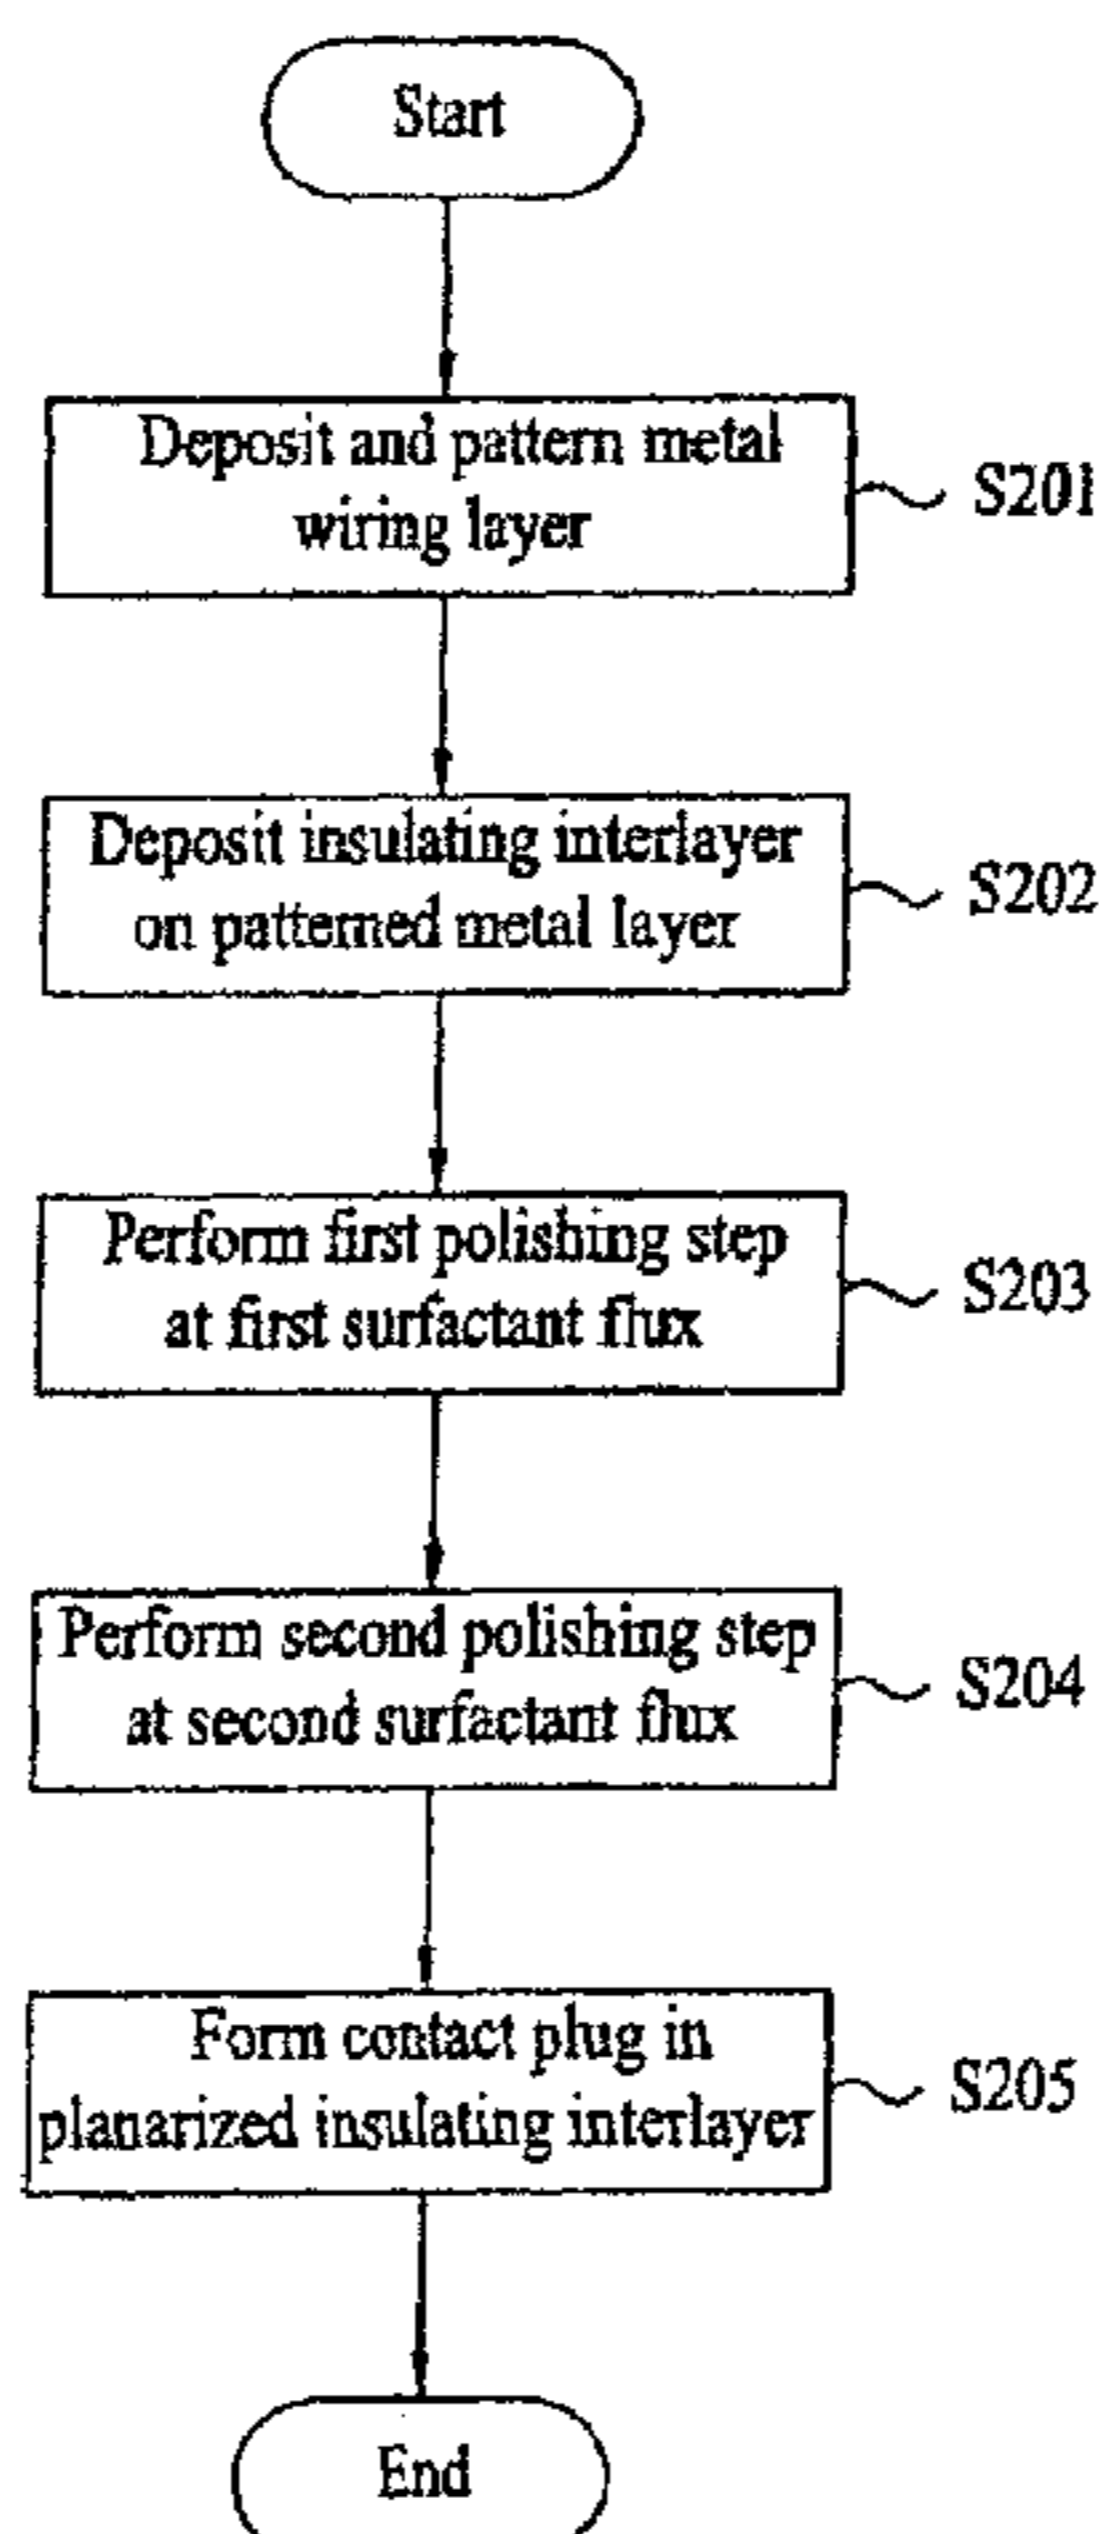 Start
Deposit and pattern metal
wiring layer
S201
Deposit insulating interlayer
on patterned metal layer
S202
Perform first polishing step
at first surfactant flux
S203
Perform second polishing step
at second surfactant flux
S204
Form contact plug in
planarized insulating interlayer
S205
End